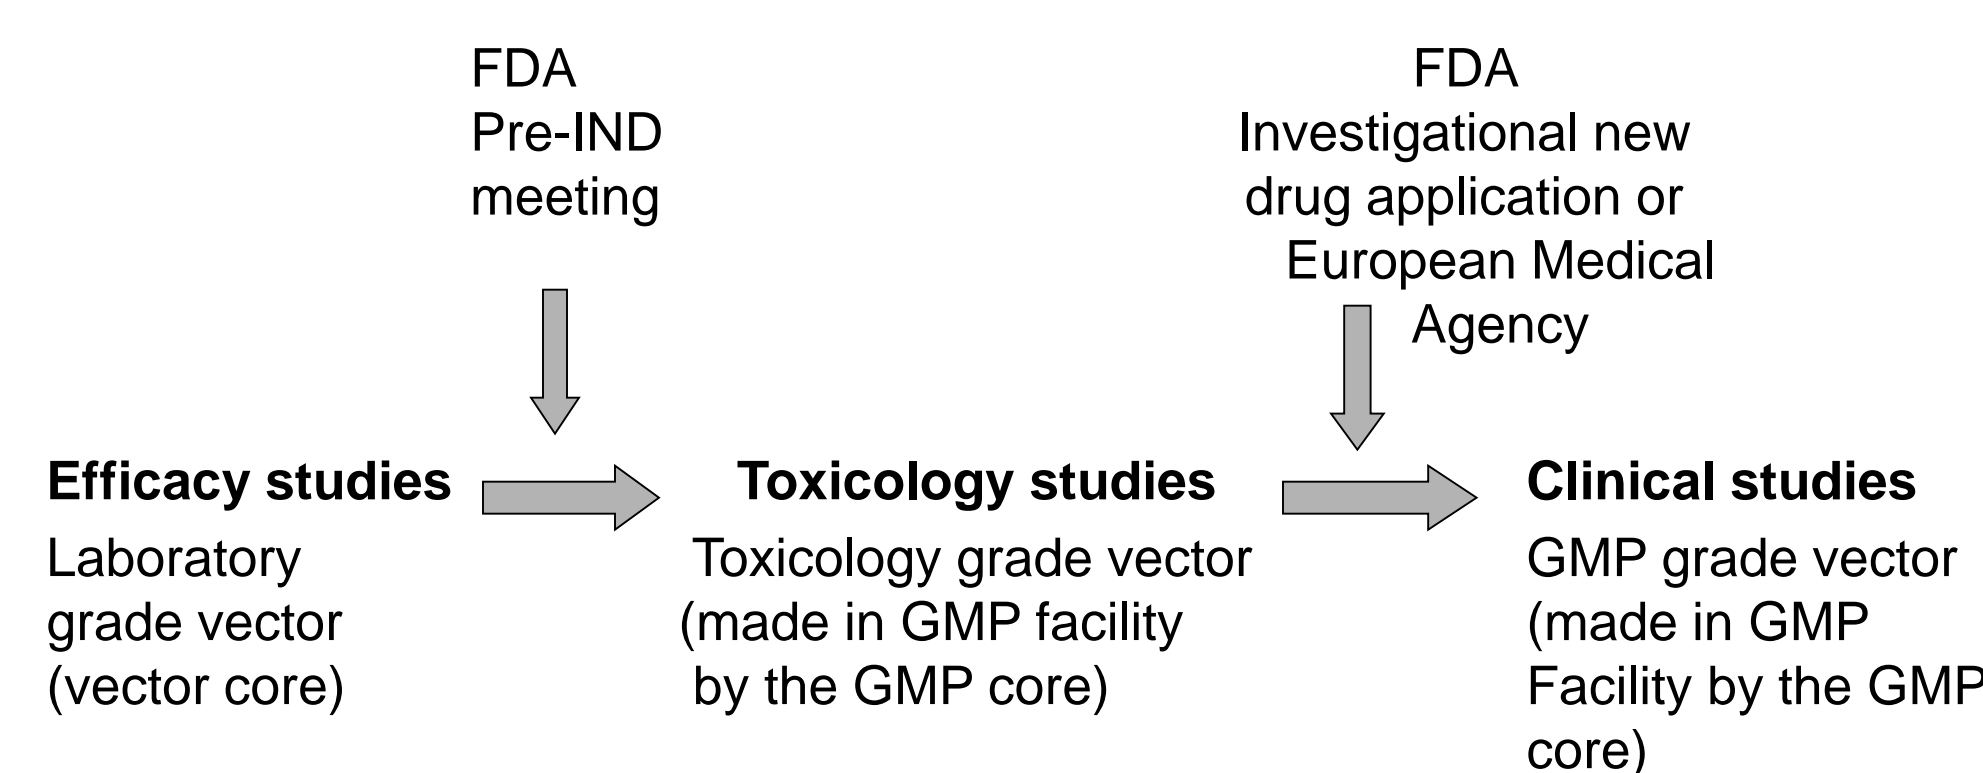 FDA
Pre-IND
meeting
FDA
Investigational new
drug application or
European Medical
Agency
Efficacy studies
Laboratory
grade vector
(vector core)
Toxicology studies
Toxicology grade vector
(made in GMP facility
by the GMP core)
Clinical studies
GMP grade vector
(made in GMP
Facility by the GMP
core)